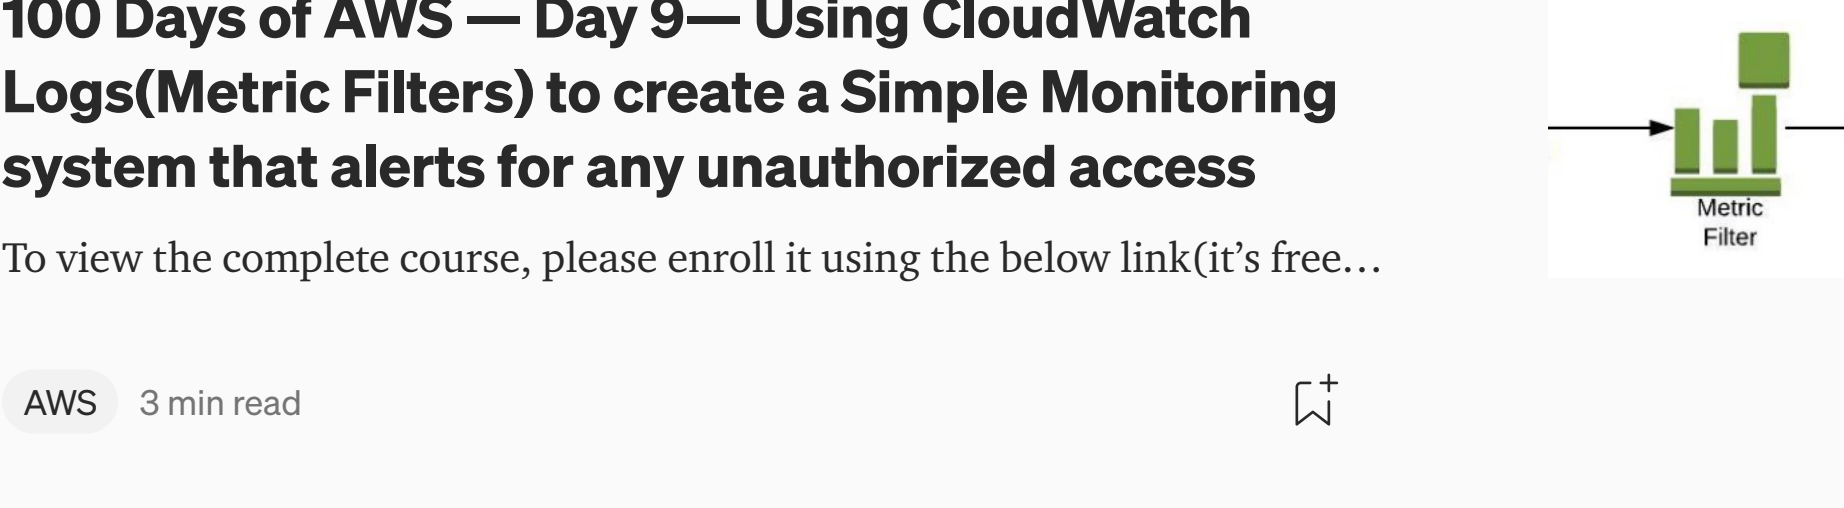 100 Days of AWS — Day 9— Using CloudWatch
Logs(Metric Filters) to create a Simple Monitoring
system that alerts for any unauthorized access
To view the complete course, please enroll it using the below link(it’s free…
AWS 3 min read
Metric
Filter